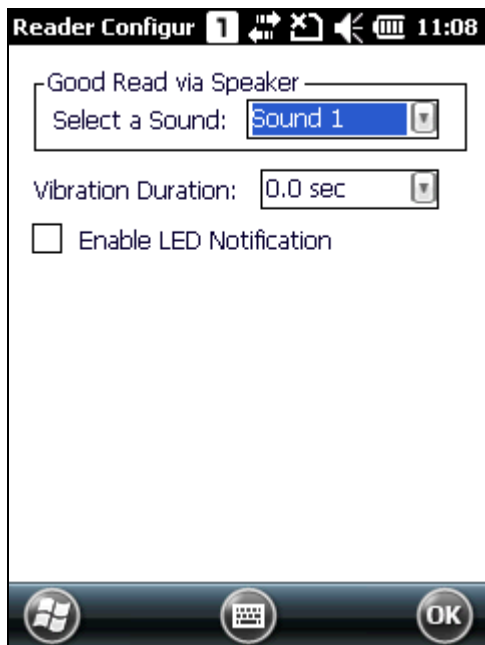 Reader Configur 1 11:08
Good Read via Speaker
Select a Sound: Sound 1
Vibration Duration: 0.0 sec
Enable LED Notification
OK